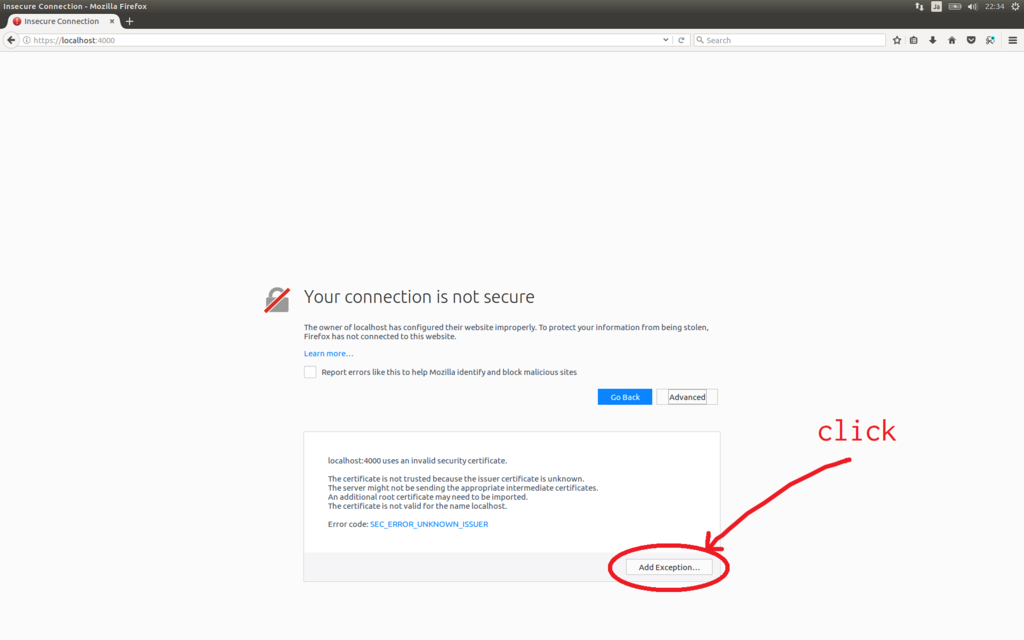 Insecure Connection - Mozilla Firefox
Ja
22:34
Insecure Connection
https://localhost:4000
Search
Your connection is not secure
The owner of localhost has configured their website improperly. To protect your information from being stolen,
Firefox has not connected to this website.
Learn more…
Report errors like this to help Mozilla identify and block malicious sites
Go Back
Advanced
click
localhost:4000 uses an invalid security certificate.
The certificate is not trusted because the issuer certificate is unknown.
The server might not be sending the appropriate intermediate certificates.
An additional root certificate may need to be imported.
The certificate is not valid for the name localhost.
Error code: SEC_ERROR_UNKNOWN_ISSUER
Add Exception…